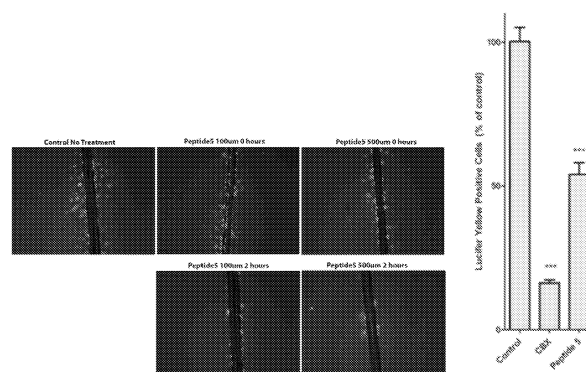 Control No Treatment
Peptide5 100um 0 hours
Peptide5 500um 0 hours
Peptide5 100um 2 hours
Peptide5 500um 2 hours
Lucifer Yellow Positive Cells (% of control)
100
50
0
***
***
Control
CBX
Peptide 5